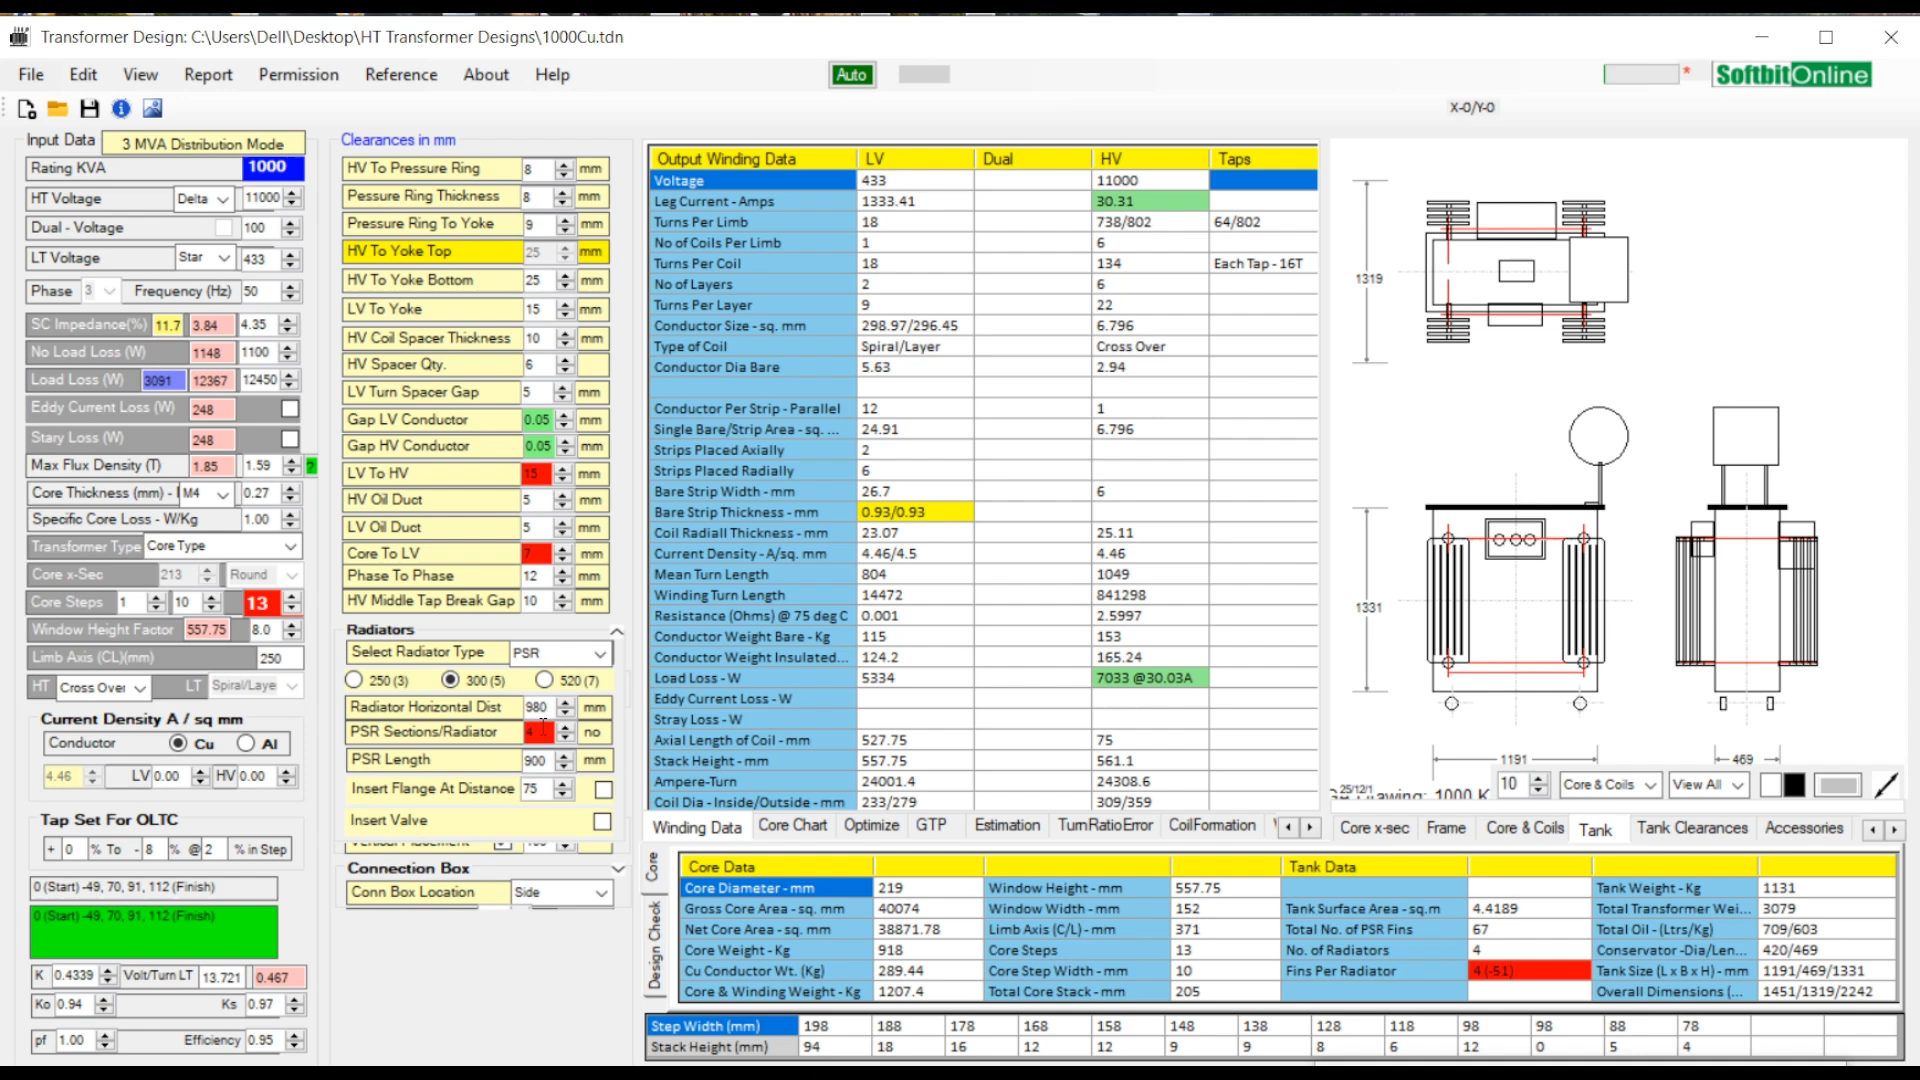 Transformer Design: C:\Users\Dell\Desktop\HT Transformer Designs\1000Cu.tdn
File Edit View Report Permission Reference About Help
Auto
* SoftbitOnline
X-0/Y-0
Input Data 3 MVA Distribution Mode
Rating KVA 1000
HT Voltage Delta 11000
Dual - Voltage 100
LT Voltage Star 433
Phase 3 Frequency (Hz) 50
SC Impedance(%) 11.7 3.84 4.35
No Load Loss (W) 1148 1100
Load Loss (W) 3091 12367 12450
Eddy Current Loss (W) 248
Stary Loss (W) 248
Max Flux Density (T) 1.85 1.59 ?
Core Thickness (mm) - M4 0.27
Specific Core Loss - W/Kg 1.00
Transformer Type Core Type
Core x-Sec 213 Round
Core Steps 1 10 13
Window Height Factor 557.75 8.0
Limb Axis (CL)(mm) 250
HT Cross Over LT Spiral/Laye
Current Density A / sq mm
Conductor Cu Al
4.46 LV 0.00 HV 0.00
Tap Set For OLTC
+ 0 % To - 8 % @ 2 % in Step
0 (Start) -49, 70, 91, 112 (Finish)
0 (Start) -49, 70, 91, 112 (Finish)
K 0.4339 Volt/Turn LT 13.721 0.467
Ko 0.94 Ks 0.97
pf 1.00 Efficiency 0.95
Clearances in mm
HV To Pressure Ring 8 mm
Pessure Ring Thickness 8 mm
Pressure Ring To Yoke 9 mm
HV To Yoke Top 25 mm
HV To Yoke Bottom 25 mm
LV To Yoke 15 mm
HV Coil Spacer Thickness 10 mm
HV Spacer Qty. 6
LV Turn Spacer Gap 5 mm
Gap LV Conductor 0.05 mm
Gap HV Conductor 0.05 mm
LV To HV 15 mm
HV Oil Duct 5 mm
LV Oil Duct 5 mm
Core To LV 7 mm
Phase To Phase 12 mm
HV Middle Tap Break Gap 10 mm
Radiators
Select Radiator Type PSR
250 (3) 300 (5) 520 (7)
Radiator Horizontal Dist 980 mm
PSR Sections/Radiator 4 no
PSR Length 900 mm
Insert Flange At Distance 75
Insert Valve
Connection Box
Conn Box Location Side
Output Winding Data LV Dual HV Taps
Voltage 433 11000
Leg Current - Amps 1333.41 30.31
Turns Per Limb 18 738/802 64/802
No of Coils Per Limb 1 6
Turns Per Coil 18 134 Each Tap - 16T
No of Layers 2 6
Turns Per Layer 9 22
Conductor Size - sq. mm 298.97/296.45 6.796
Type of Coil Spiral/Layer Cross Over
Conductor Dia Bare 5.63 2.94
Conductor Per Strip - Parallel 12 1
Single Bare/Strip Area - sq. ... 24.91 6.796
Strips Placed Axially 2
Strips Placed Radially 6
Bare Strip Width - mm 26.7 6
Bare Strip Thickness - mm 0.93/0.93
Coil Radiall Thickness - mm 23.07 25.11
Current Density - A/sq. mm 4.46/4.5 4.46
Mean Turn Length 804 1049
Winding Turn Length 14472 841298
Resistance (Ohms) @ 75 deg C 0.001 2.5997
Conductor Weight Bare - Kg 115 153
Conductor Weight Insulated... 124.2 165.24
Load Loss - W 5334 7033 @30.03A
Eddy Current Loss - W
Stray Loss - W
Axial Length of Coil - mm 527.75 75
Stack Height - mm 557.75 561.1
Ampere-Turn 24001.4 24308.6
Coil Dia - Inside/Outside - mm 233/279 309/359
Winding Data Core Chart Optimize GTP Estimation TurnRatioError CoilFormation
1319
1331
1191 469
10 Core & Coils View All
Core x-sec Frame Core & Coils Tank Tank Clearances Accessories
Core
Design Check
Core Data Tank Data
Core Diameter - mm 219 Window Height - mm 557.75 Tank Weight - Kg 1131
Gross Core Area - sq. mm 40074 Window Width - mm 152 Tank Surface Area - sq.m 4.4189 Total Transformer Wei... 3079
Net Core Area - sq. mm 38871.78 Limb Axis (C/L) - mm 371 Total No. of PSR Fins 67 Total Oil - (Ltrs/Kg) 709/603
Core Weight - Kg 918 Core Steps 13 No. of Radiators 4 Conservator -Dia/Len... 420/469
Cu Conductor Wt. (Kg) 289.44 Core Step Width - mm 10 Fins Per Radiator 4 (-51) Tank Size (L x B x H) - mm 1191/469/1331
Core & Winding Weight - Kg 1207.4 Total Core Stack - mm 205 Overall Dimensions (... 1451/1319/2242
Step Width (mm) 198 188 178 168 158 148 138 128 118 98 98 88 78
Stack Height (mm) 94 18 16 12 12 9 9 8 6 12 0 5 4